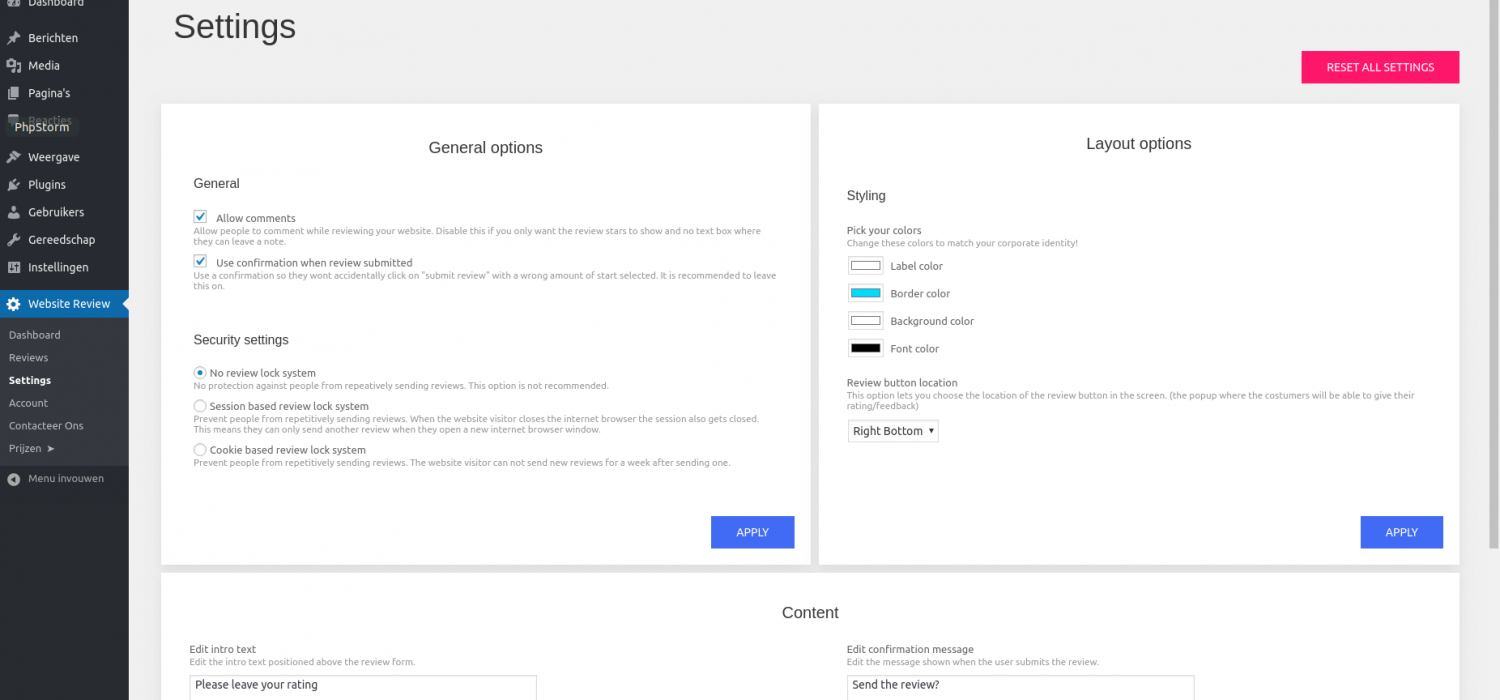 Dashboard
Berichten
Media
Pagina's
Reacties
PhpStorm
Weergave
Plugins
Gebruikers
Gereedschap
Instellingen
Website Review
Dashboard
Reviews
Settings
Account
Contacteer Ons
Prijzen ➤
Menu invouwen
Settings
RESET ALL SETTINGS
General options
General
Allow comments
Allow people to comment while reviewing your website. Disable this if you only want the review stars to show and no text box where
they can leave a note.
Use confirmation when review submitted
Use a confirmation so they wont accidentally click on "submit review" with a wrong amount of start selected. It is recommended to leave
this on.
Security settings
No review lock system
No protection against people from repeatively sending reviews. This option is not recommended.
Session based review lock system
Prevent people from repetitively sending reviews. When the website visitor closes the internet browser the session also gets closed.
This means they can only send another review when they open a new internet browser window.
Cookie based review lock system
Prevent people from repetitively sending reviews. The website visitor can not send new reviews for a week after sending one.
APPLY
Layout options
Styling
Pick your colors
Change these colors to match your corporate identity!
Label color
Border color
Background color
Font color
Review button location
This option lets you choose the location of the review button in the screen. (the popup where the costumers will be able to give their
rating/feedback)
Right Bottom
APPLY
Content
Edit intro text
Edit the intro text positioned above the review form.
Please leave your rating
Edit confirmation message
Edit the message shown when the user submits the review.
Send the review?